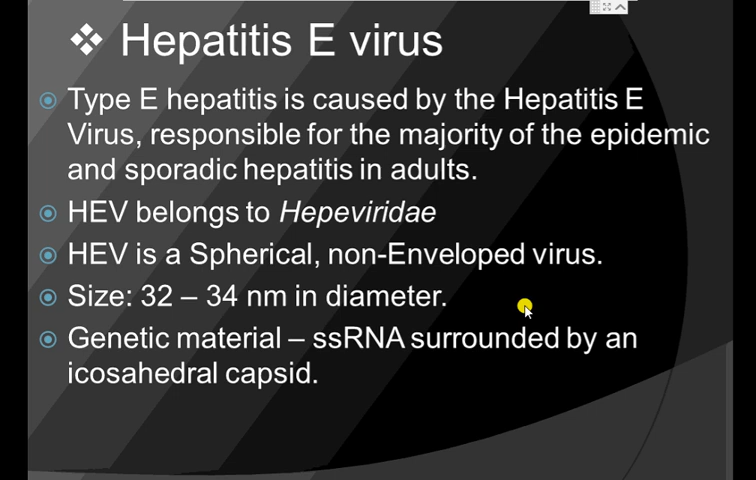 ❖ Hepatitis E virus
Type E hepatitis is caused by the Hepatitis E
Virus, responsible for the majority of the epidemic
and sporadic hepatitis in adults.
HEV belongs to Hepeviridae
HEV is a Spherical, non-Enveloped virus.
Size: 32 – 34 nm in diameter.
Genetic material – ssRNA surrounded by an
icosahedral capsid.